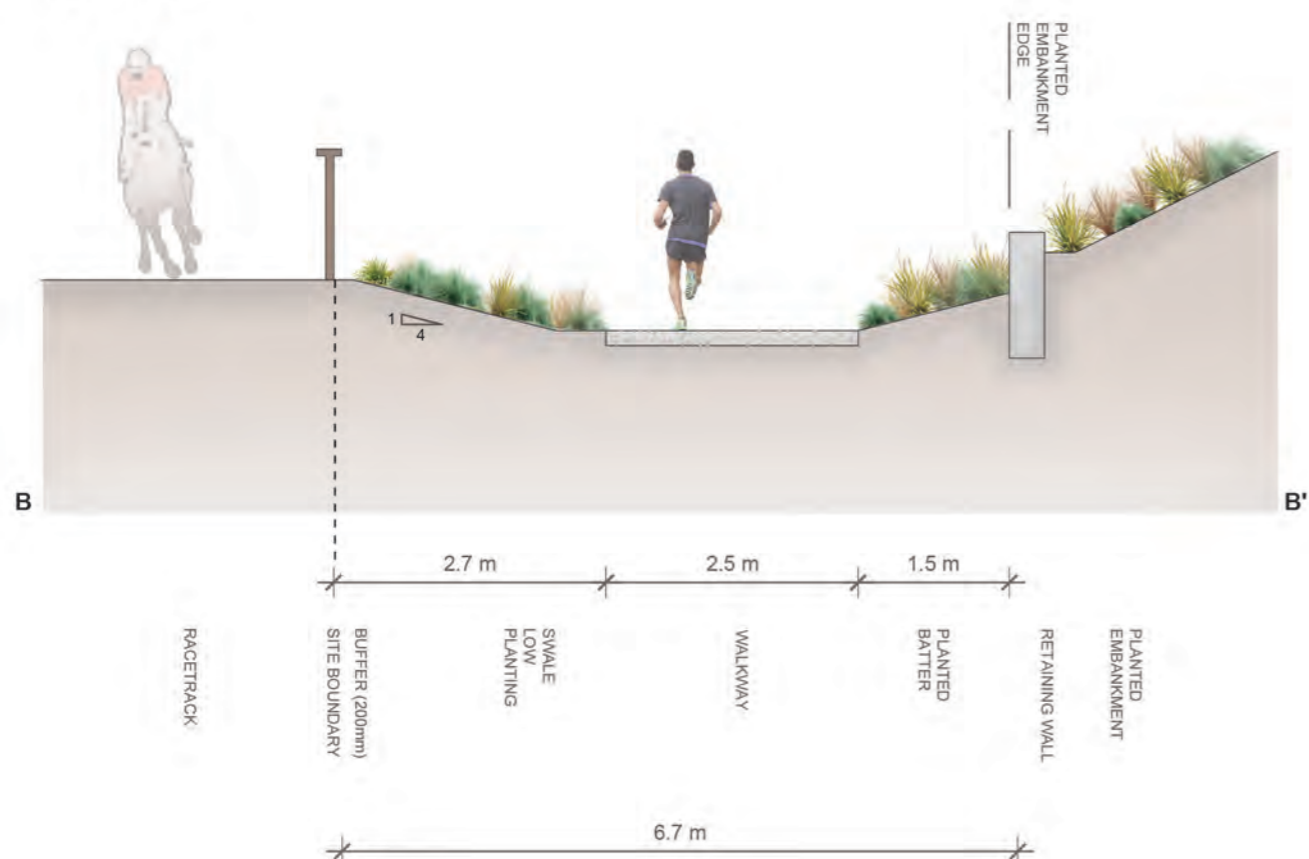 PLANTED
EMBANKMENT
EDGE
1
4
B
B'
2.7 m
2.5 m
1.5 m
RACETRACK
BUFFER (200mm)
SITE BOUNDARY
SWALE
LOW
PLANTING
WALKWAY
PLANTED
BATTER
RETAINING WALL
PLANTED
EMBANKMENT
6.7 m